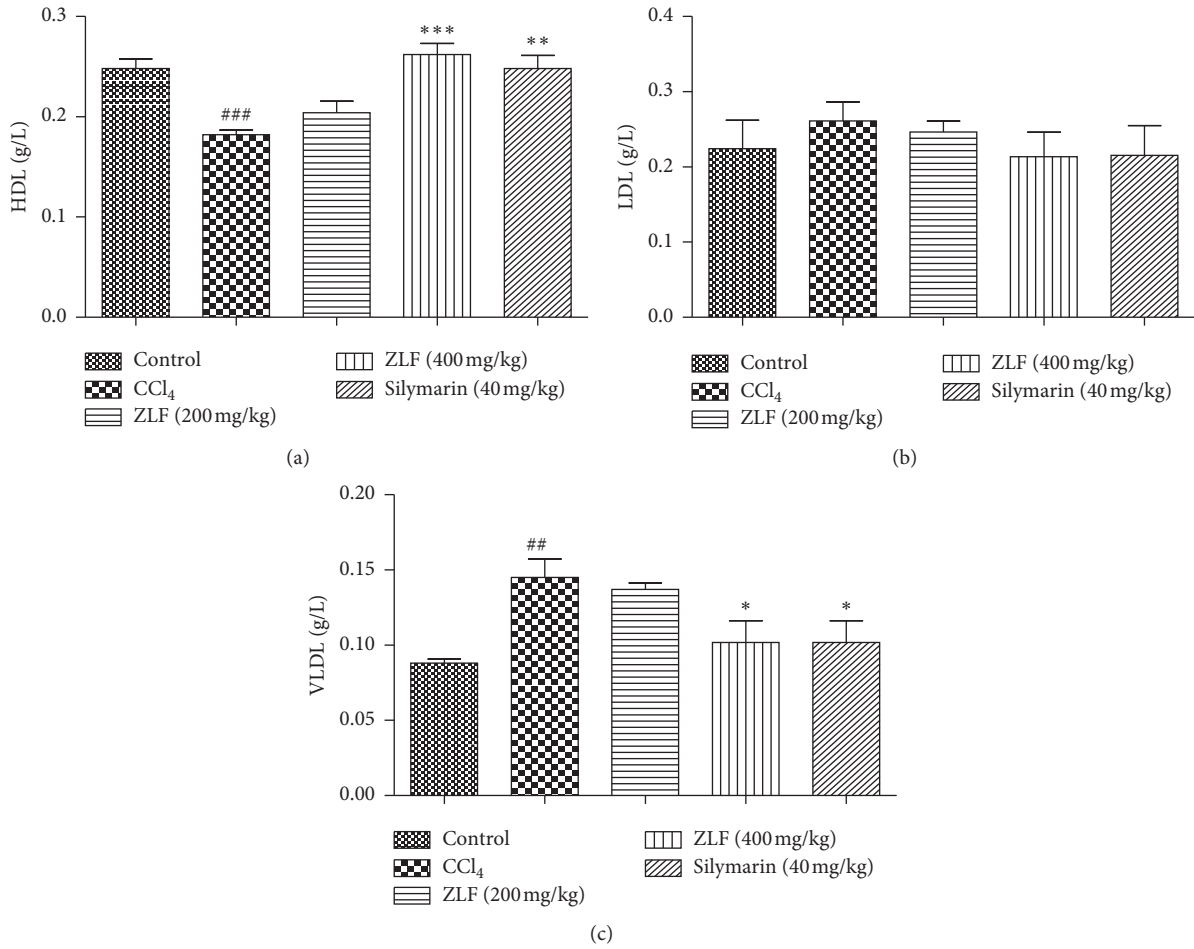 HDL (g/L)
0.3
0.2
0.1
0.0
###
***
**
Control
CCl₄
ZLF (200 mg/kg)
ZLF (400 mg/kg)
Silymarin (40 mg/kg)
(a)
LDL (g/L)
0.4
0.3
0.2
0.1
0.0
Control
CCl₄
ZLF (200 mg/kg)
ZLF (400 mg/kg)
Silymarin (40 mg/kg)
(b)
VLDL (g/L)
0.20
0.15
0.10
0.05
0.00
##
*
*
Control
CCl₄
ZLF (200 mg/kg)
ZLF (400 mg/kg)
Silymarin (40 mg/kg)
(c)